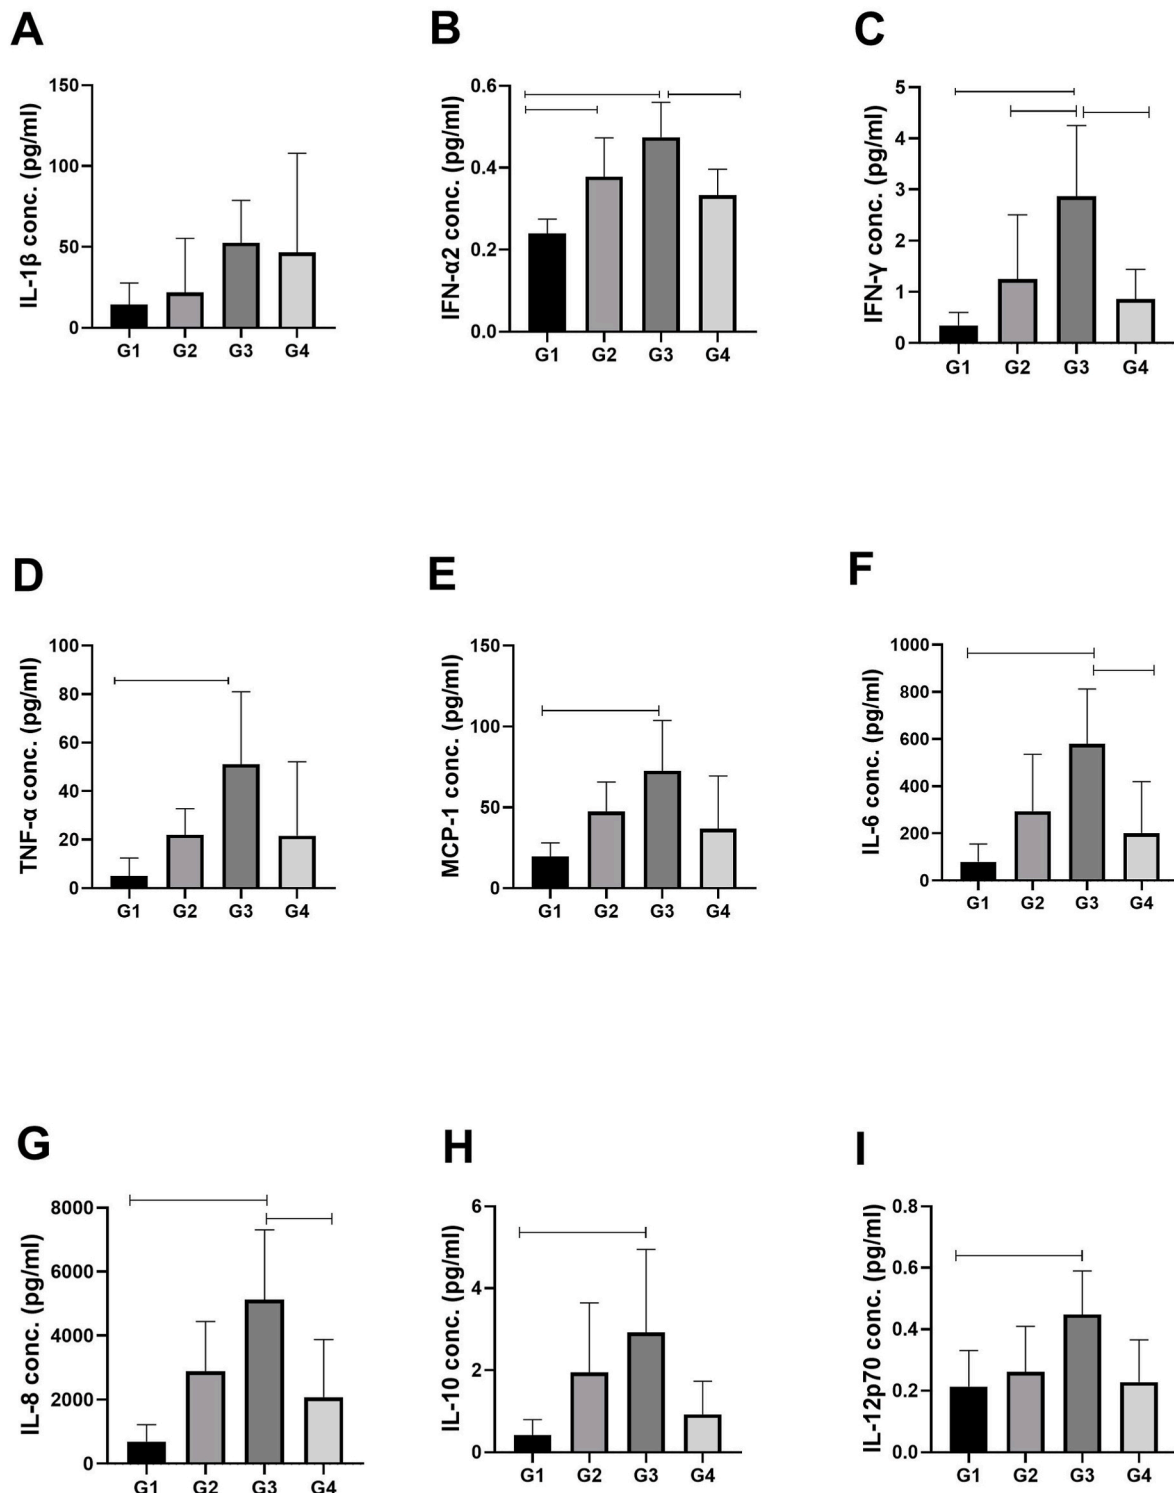 A
B
C
IL-1β conc. (pg/ml)
150
100
50
0
G1 G2 G3 G4
IFN-α2 conc. (pg/ml)
0.6
0.4
0.2
0.0
G1 G2 G3 G4
IFN-γ conc. (pg/ml)
5
4
3
2
1
0
G1 G2 G3 G4
D
E
F
TNF-α conc. (pg/ml)
100
80
60
40
20
0
G1 G2 G3 G4
MCP-1 conc. (pg/ml)
150
100
50
0
G1 G2 G3 G4
IL-6 conc. (pg/ml)
1000
800
600
400
200
0
G1 G2 G3 G4
G
H
I
IL-8 conc. (pg/ml)
8000
6000
4000
2000
0
G1 G2 G3 G4
IL-10 conc. (pg/ml)
6
4
2
0
G1 G2 G3 G4
IL-12p70 conc. (pg/ml)
0.8
0.6
0.4
0.2
0.0
G1 G2 G3 G4